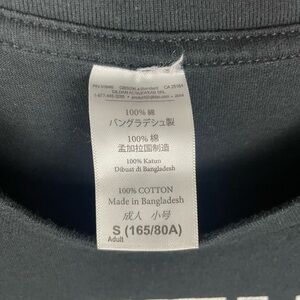 100% 綿
バングラデシュ製
100% 棉
孟加拉国制造
100% Katun
Dibuat di Bangladesh
100% COTTON
Made in Bangladesh
成人 小号
S (165/80A)
Adult